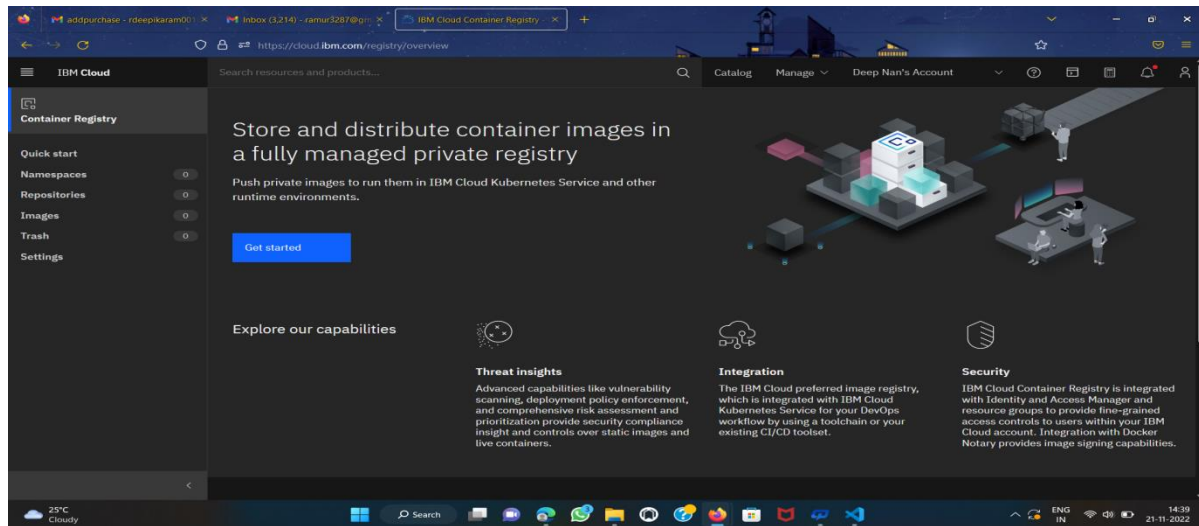 addpurchase - rdeepikaram001
Inbox (3,214) - ramur3287@gm
IBM Cloud Container Registry -
https://cloud.ibm.com/registry/overview
IBM Cloud
Search resources and products...
Catalog
Manage
Deep Nan's Account
Container Registry
Quick start
Namespaces 0
Repositories 0
Images 0
Trash 0
Settings
Store and distribute container images in
a fully managed private registry
Push private images to run them in IBM Cloud Kubernetes Service and other
runtime environments.
Get started
Explore our capabilities
Threat insights
Advanced capabilities like vulnerability
scanning, deployment policy enforcement,
and comprehensive risk assessment and
prioritization provide security compliance
insight and controls over static images and
live containers.
Integration
The IBM Cloud preferred image registry,
which is integrated with IBM Cloud
Kubernetes Service for your DevOps
workflow by using a toolchain or your
existing CI/CD toolset.
Security
IBM Cloud Container Registry is integrated
with Identity and Access Manager and
resource groups to provide fine-grained
access controls to users within your IBM
Cloud account. Integration with Docker
Notary provides image signing capabilities.
25°C
Cloudy
Search
ENG
IN
14:39
21-11-2022